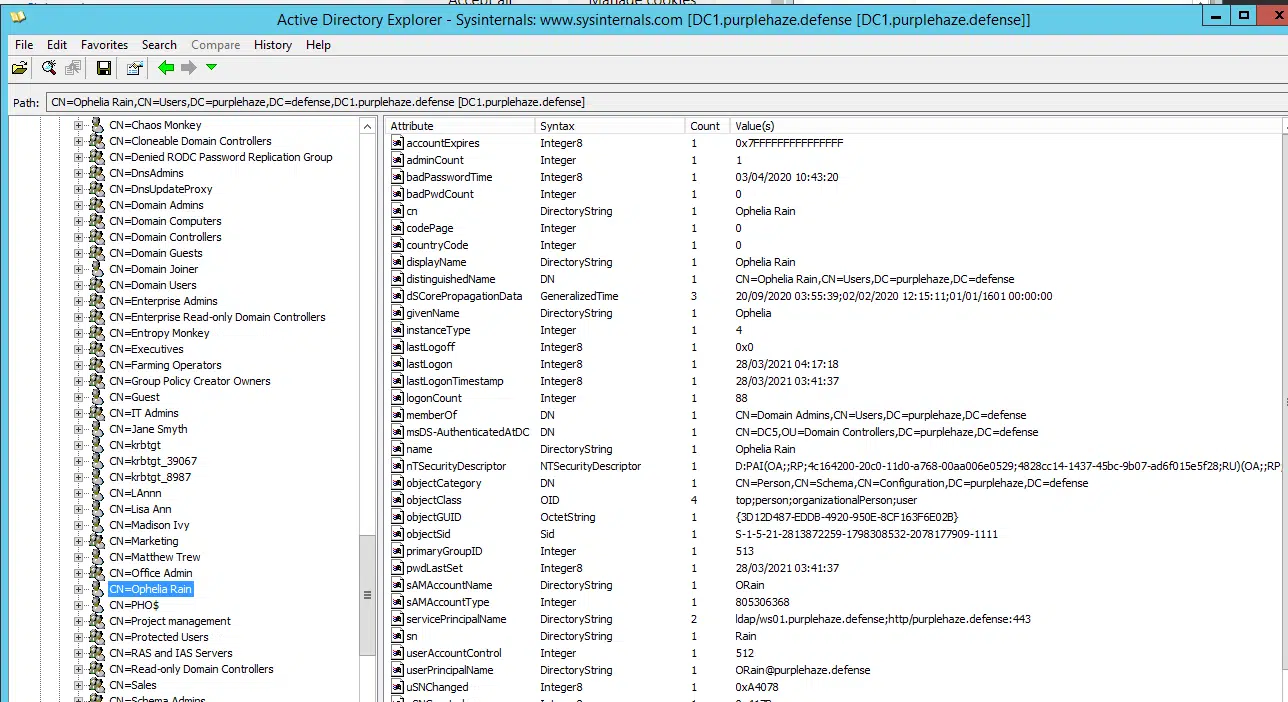 Active Directory Explorer - Sysinternals: www.sysinternals.com [DC1.purplehaze.defense [DC1.purplehaze.defense]]
File Edit Favorites Search Compare History Help
Path: CN=Ophelia Rain,CN=Users,DC=purplehaze,DC=defense,DC1.purplehaze.defense [DC1.purplehaze.defense]
CN=Chaos Monkey
CN=Cloneable Domain Controllers
CN=Denied RODC Password Replication Group
CN=DnsAdmins
CN=DnsUpdateProxy
CN=Domain Admins
CN=Domain Computers
CN=Domain Controllers
CN=Domain Guests
CN=Domain Joiner
CN=Domain Users
CN=Enterprise Admins
CN=Enterprise Read-only Domain Controllers
CN=Entropy Monkey
CN=Executives
CN=Farming Operators
CN=Group Policy Creator Owners
CN=Guest
CN=IT Admins
CN=Jane Smyth
CN=krbtgt
CN=krbtgt_39067
CN=krbtgt_8987
CN=LAnnn
CN=Lisa Ann
CN=Madison Ivy
CN=Marketing
CN=Matthew Trew
CN=Office Admin
CN=Ophelia Rain
CN=PHO$
CN=Project management
CN=Protected Users
CN=RAS and IAS Servers
CN=Read-only Domain Controllers
CN=Sales
CN=Schema Admins
Attribute Syntax Count Value(s)
accountExpires Integer8 1 0x7FFFFFFFFFFFFFFF
adminCount Integer 1 1
badPasswordTime Integer8 1 03/04/2020 10:43:20
badPwdCount Integer 1 0
cn DirectoryString 1 Ophelia Rain
codePage Integer 1 0
countryCode Integer 1 0
displayName DirectoryString 1 Ophelia Rain
distinguishedName DN 1 CN=Ophelia Rain,CN=Users,DC=purplehaze,DC=defense
dSCorePropagationData GeneralizedTime 3 20/09/2020 03:55:39;02/02/2020 12:15:11;01/01/1601 00:00:00
givenName DirectoryString 1 Ophelia
instanceType Integer 1 4
lastLogoff Integer8 1 0x0
lastLogon Integer8 1 28/03/2021 04:17:18
lastLogonTimestamp Integer8 1 28/03/2021 03:41:37
logonCount Integer 1 88
memberOf DN 1 CN=Domain Admins,CN=Users,DC=purplehaze,DC=defense
msDS-AuthenticatedAtDC DN 1 CN=DC5,OU=Domain Controllers,DC=purplehaze,DC=defense
name DirectoryString 1 Ophelia Rain
nTSecurityDescriptor NTSecurityDescriptor 1 D:PAI(OA;;RP;4c164200-20c0-11d0-a768-00aa006e0529;4828cc14-1437-45bc-9b07-ad6f015e5f28;RU)(OA;;RP;
objectCategory DN 1 CN=Person,CN=Schema,CN=Configuration,DC=purplehaze,DC=defense
objectClass OID 4 top;person;organizationalPerson;user
objectGUID OctetString 1 {3D12D487-EDDB-4920-950E-8CF163F6E02B}
objectSid Sid 1 S-1-5-21-2813872259-1798308532-2078177909-1111
primaryGroupID Integer 1 513
pwdLastSet Integer8 1 28/03/2021 03:41:37
sAMAccountName DirectoryString 1 ORain
sAMAccountType Integer 1 805306368
servicePrincipalName DirectoryString 2 ldap/ws01.purplehaze.defense;http/purplehaze.defense:443
sn DirectoryString 1 Rain
userAccountControl Integer 1 512
userPrincipalName DirectoryString 1 ORain@purplehaze.defense
uSNChanged Integer8 1 0xA4078